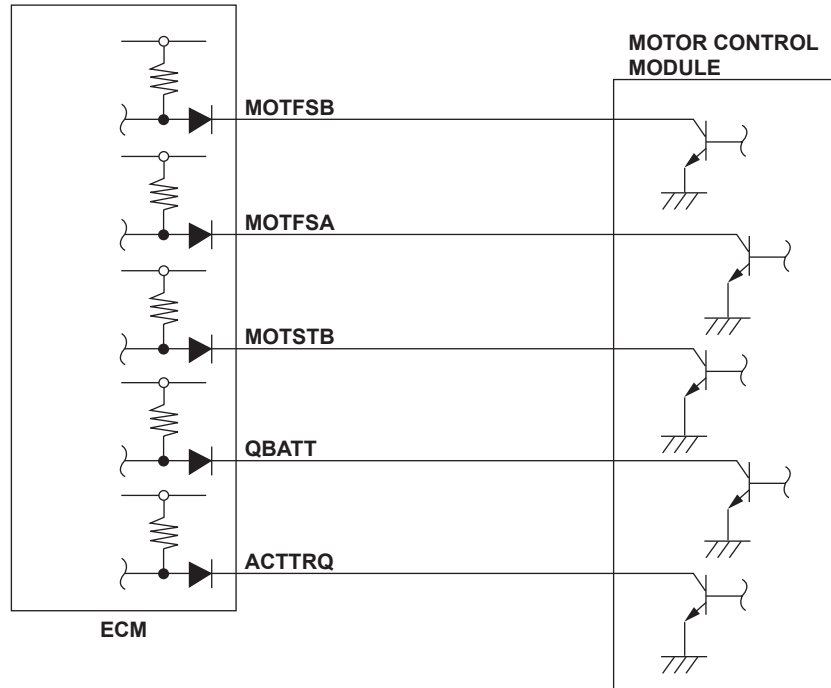 MOTOR CONTROL
MODULE
MOTFSB
MOTFSA
MOTSTB
QBATT
ACTTRQ
ECM